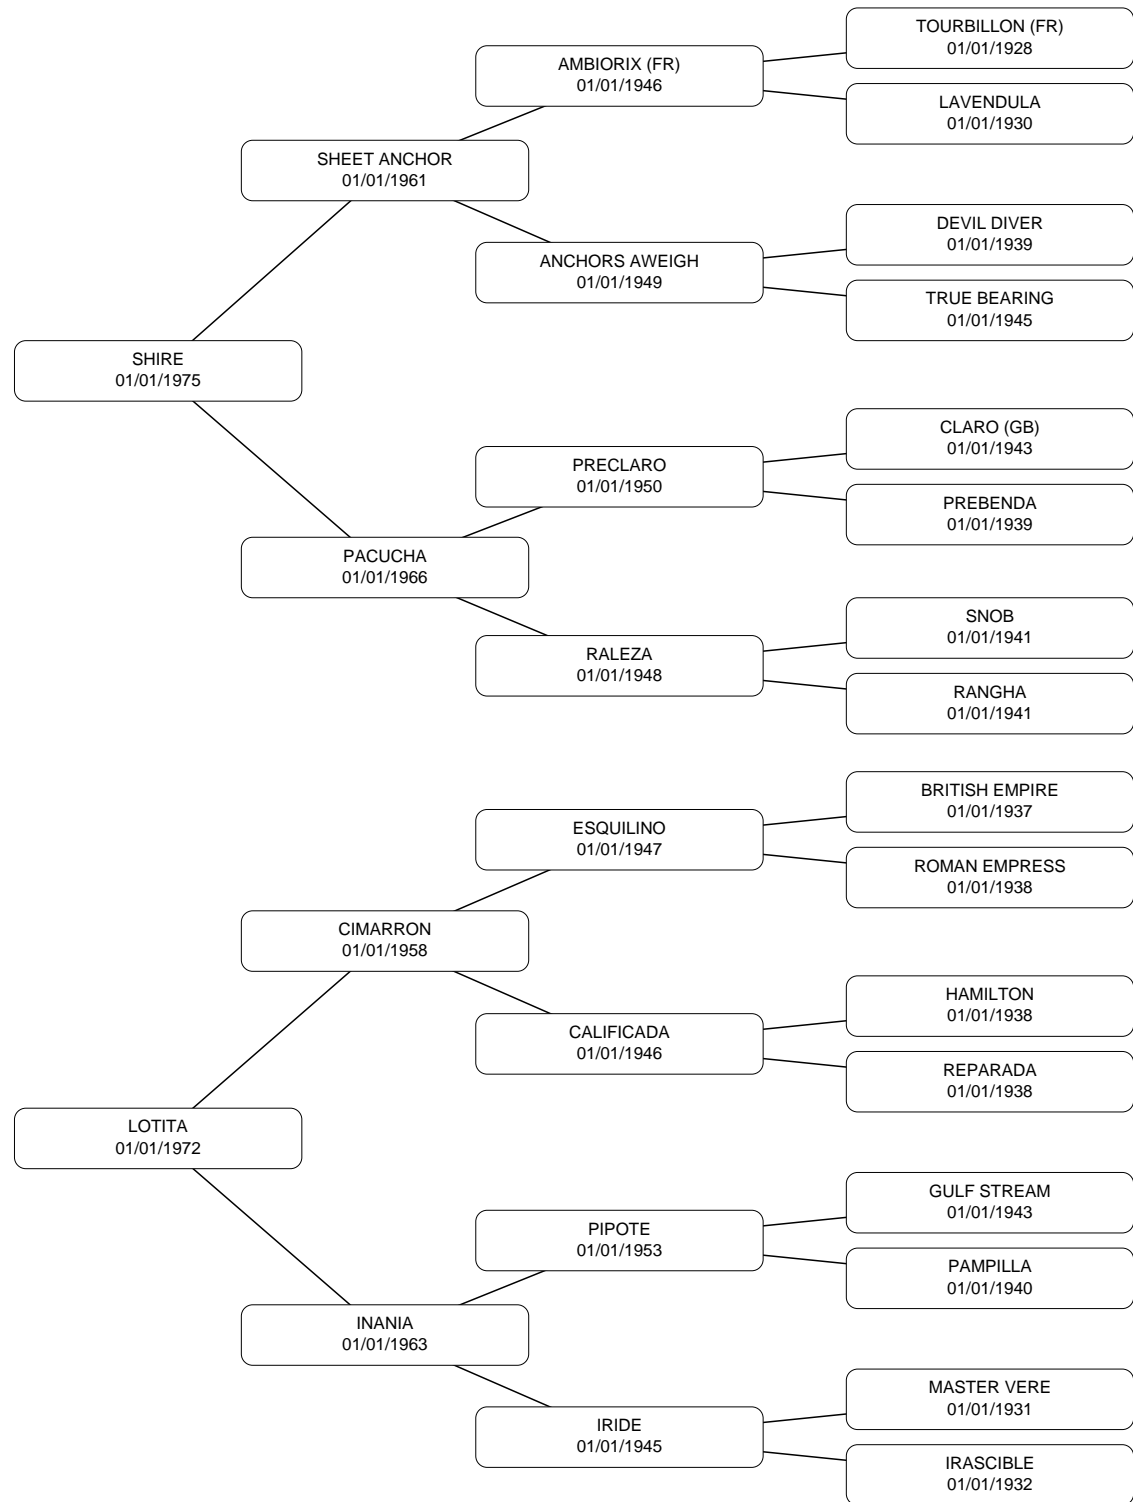 TOURBILLON (FR)
01/01/1928
AMBIORIX (FR)
01/01/1946
LAVENDULA
01/01/1930
SHEET ANCHOR
01/01/1961
DEVIL DIVER
01/01/1939
ANCHORS AWEIGH
01/01/1949
TRUE BEARING
01/01/1945
SHIRE
01/01/1975
CLARO (GB)
01/01/1943
PRECLARO
01/01/1950
PREBENDA
01/01/1939
PACUCHA
01/01/1966
SNOB
01/01/1941
RALEZA
01/01/1948
RANGHA
01/01/1941
BRITISH EMPIRE
01/01/1937
ESQUILINO
01/01/1947
ROMAN EMPRESS
01/01/1938
CIMARRON
01/01/1958
HAMILTON
01/01/1938
CALIFICADA
01/01/1946
REPARADA
01/01/1938
LOTITA
01/01/1972
GULF STREAM
01/01/1943
PIPOTE
01/01/1953
PAMPILLA
01/01/1940
INANIA
01/01/1963
MASTER VERE
01/01/1931
IRIDE
01/01/1945
IRASCIBLE
01/01/1932